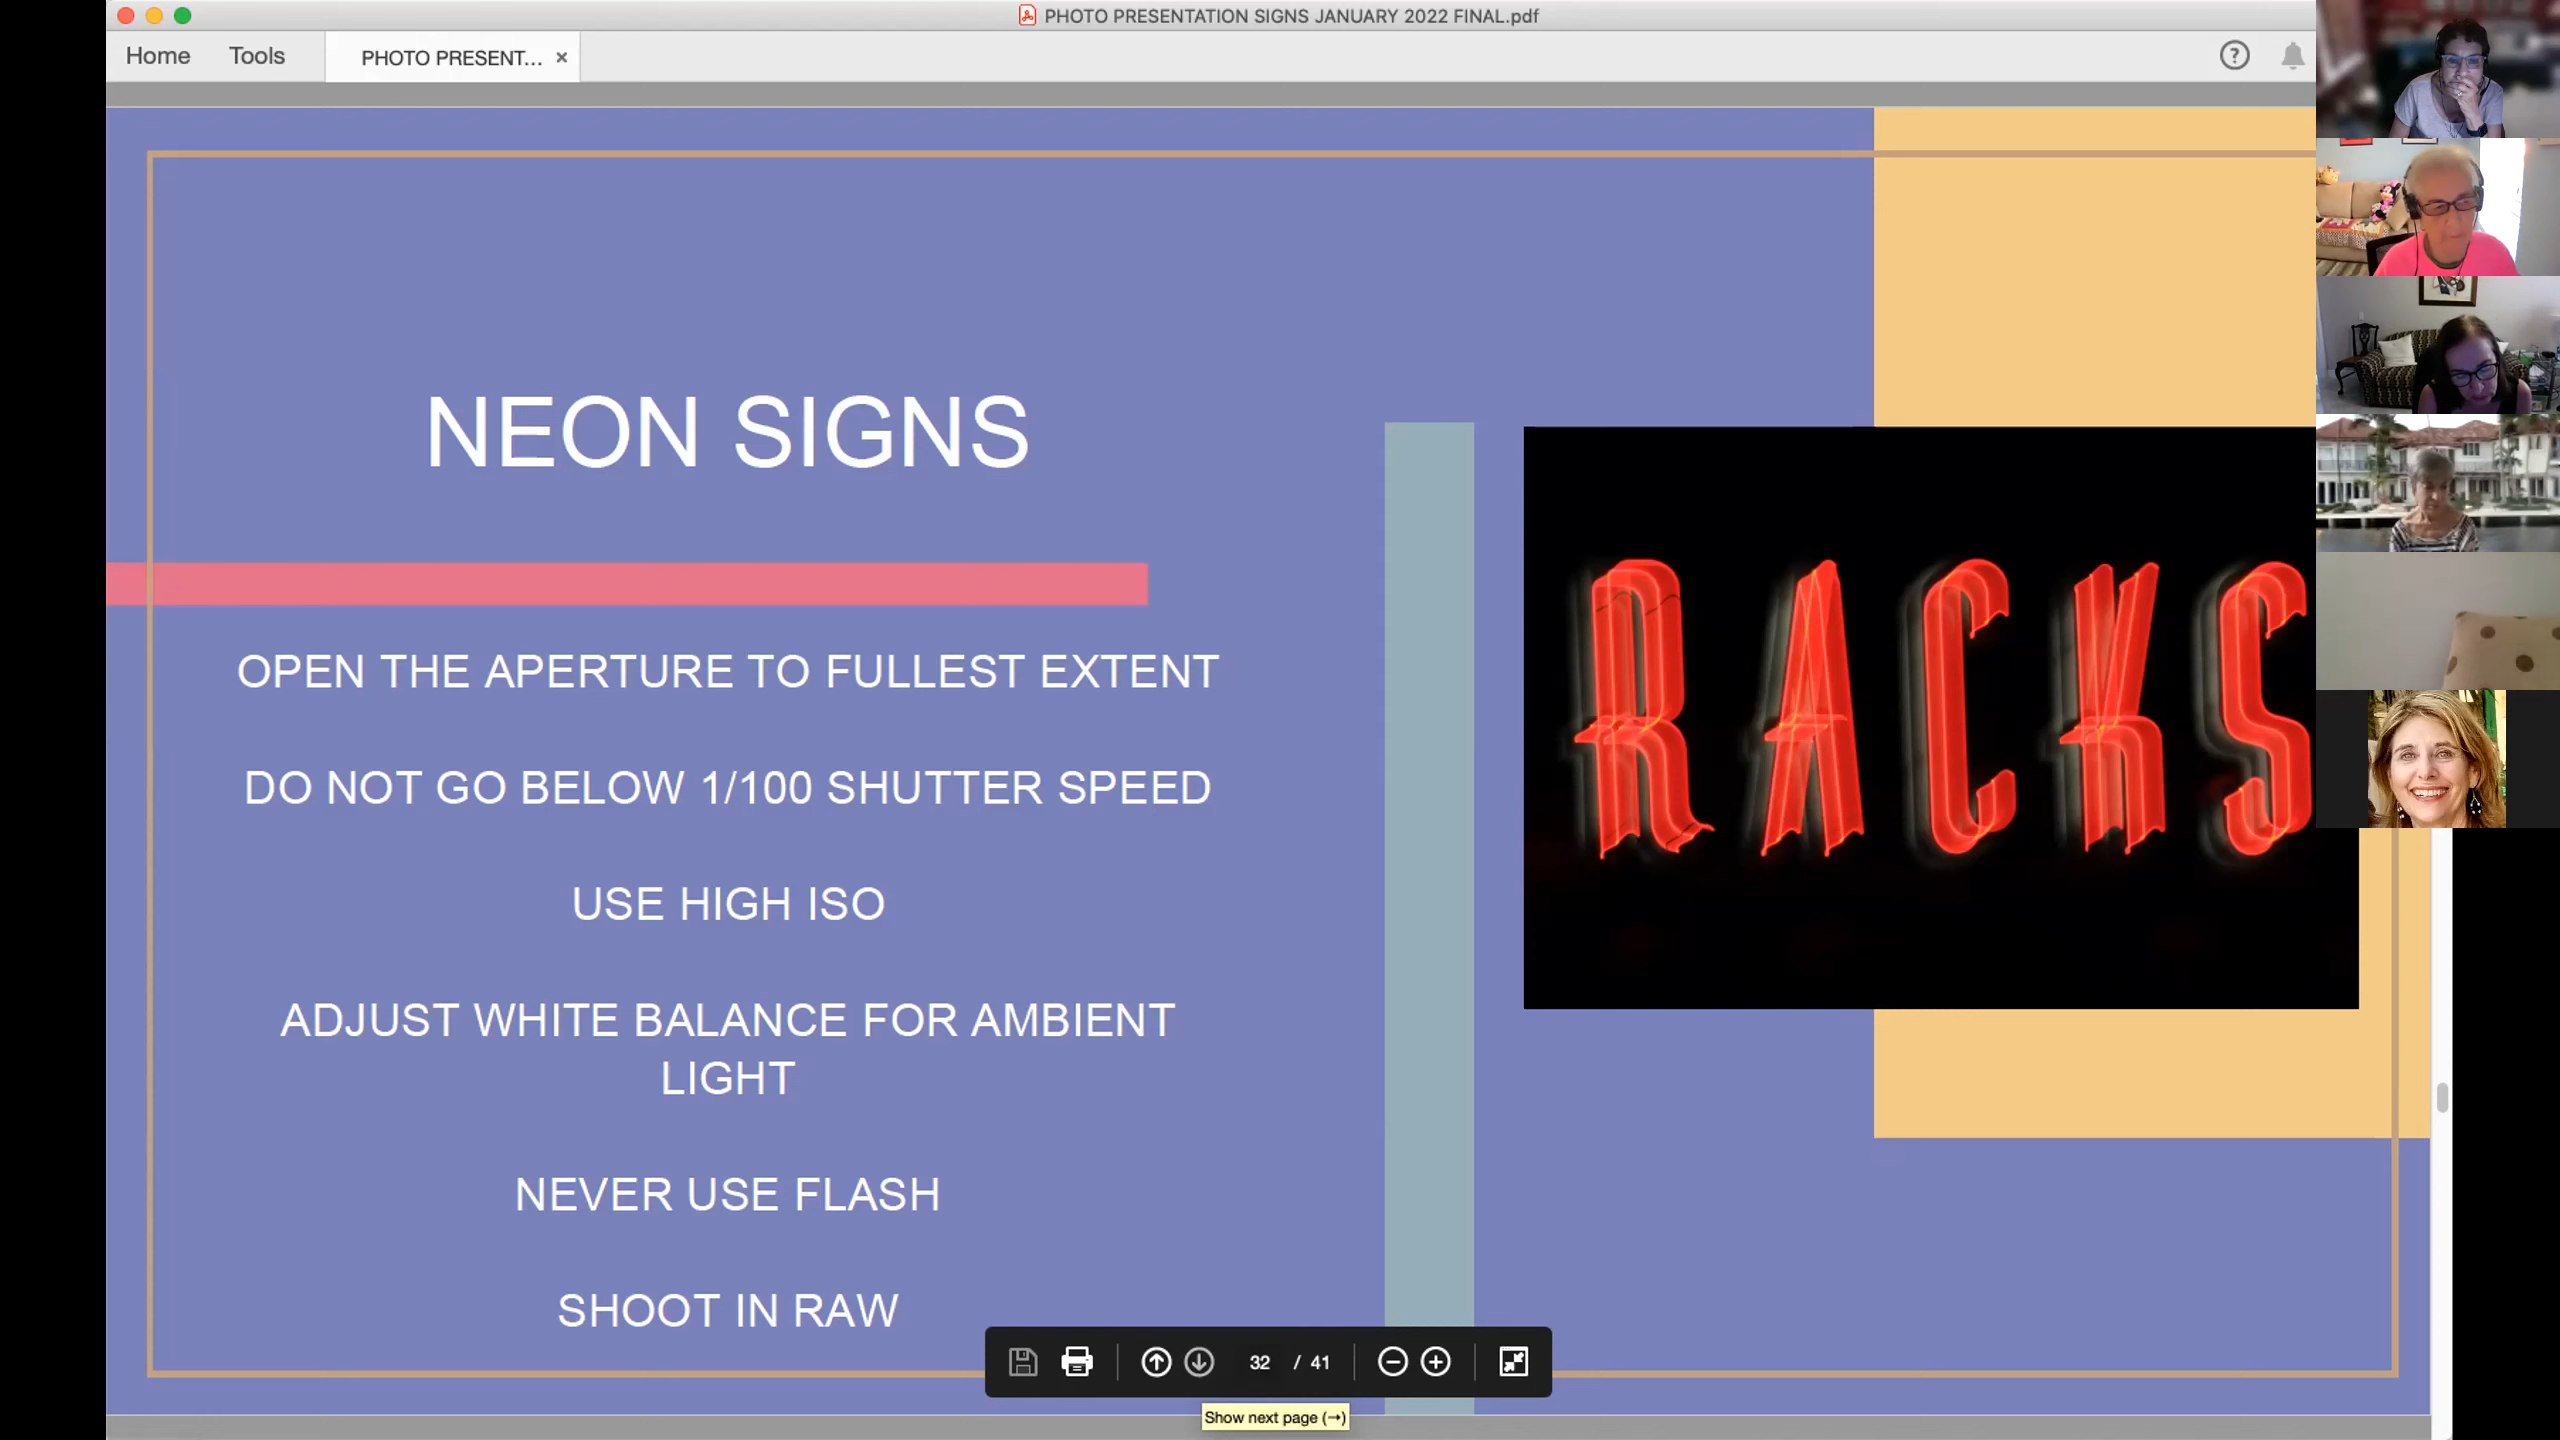 PHOTO PRESENTATION SIGNS JANUARY 2022 FINAL.pdf
Home Tools PHOTO PRESENT... ×
?
NEON SIGNS
OPEN THE APERTURE TO FULLEST EXTENT
DO NOT GO BELOW 1/100 SHUTTER SPEED
USE HIGH ISO
ADJUST WHITE BALANCE FOR AMBIENT
LIGHT
NEVER USE FLASH
SHOOT IN RAW
RACKS
32 / 41
Show next page (→)